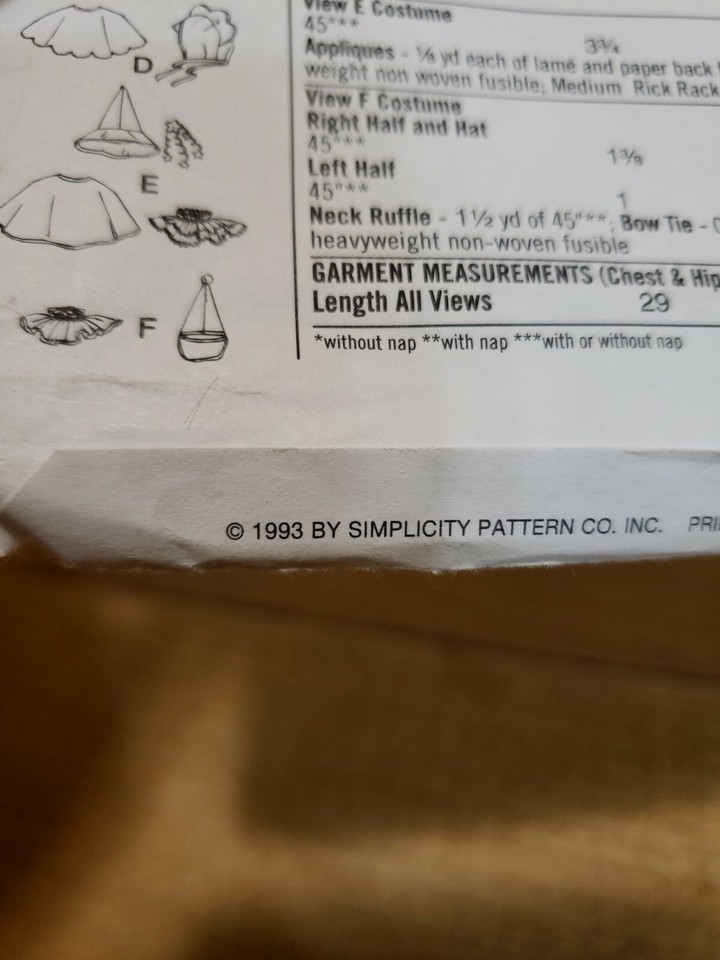 D
E
F
View E Costume
45"*** 3¾
Appliques - ⅛ yd each of lamé and paper back
weight non woven fusible; Medium Rick Rack
View F Costume
Right Half and Hat
45"*** 1⅜
Left Half
45"*** 1
Neck Ruffle - 1½ yd of 45"***; Bow Tie -
heavyweight non-woven fusible
GARMENT MEASUREMENTS (Chest & Hip
Length All Views 29
*without nap **with nap ***with or without nap
© 1993 BY SIMPLICITY PATTERN CO. INC. PRI